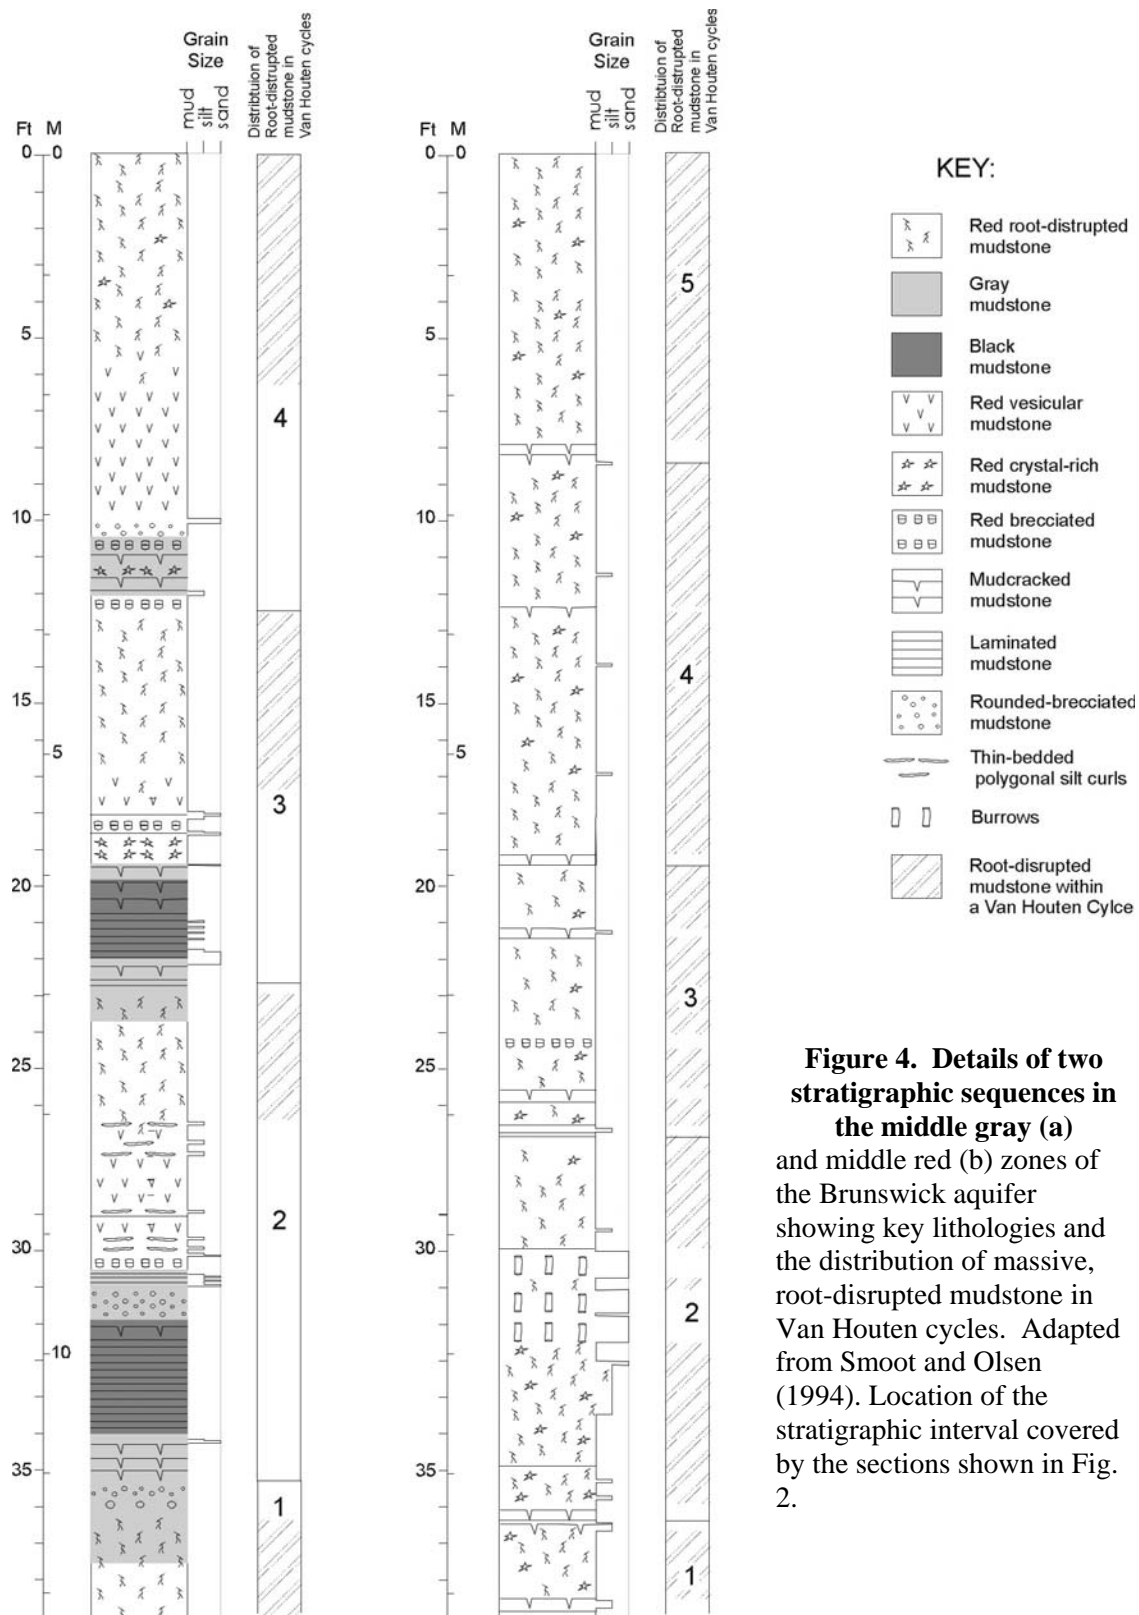 Grain
Size
mud
silt
sand
Distribtuion of
Root-distrupted
mudstone in
Van Houten cycles
Ft M
0 0
5
10
15
5
20
25
30
10
35
4
3
2
1
Grain
Size
mud
silt
sand
Distribtuion of
Root-distrupted
mudstone in
Van Houten cycles
Ft M
0 0
5
10
15
5
20
25
30
35
5
4
3
2
1
KEY:
Red root-distrupted
mudstone
Gray
mudstone
Black
mudstone
Red vesicular
mudstone
Red crystal-rich
mudstone
Red brecciated
mudstone
Mudcracked
mudstone
Laminated
mudstone
Rounded-brecciated
mudstone
Thin-bedded
polygonal silt curls
Burrows
Root-disrupted
mudstone within
a Van Houten Cylce
Figure 4. Details of two
stratigraphic sequences in
the middle gray (a)
and middle red (b) zones of
the Brunswick aquifer
showing key lithologies and
the distribution of massive,
root-disrupted mudstone in
Van Houten cycles. Adapted
from Smoot and Olsen
(1994). Location of the
stratigraphic interval covered
by the sections shown in Fig.
2.